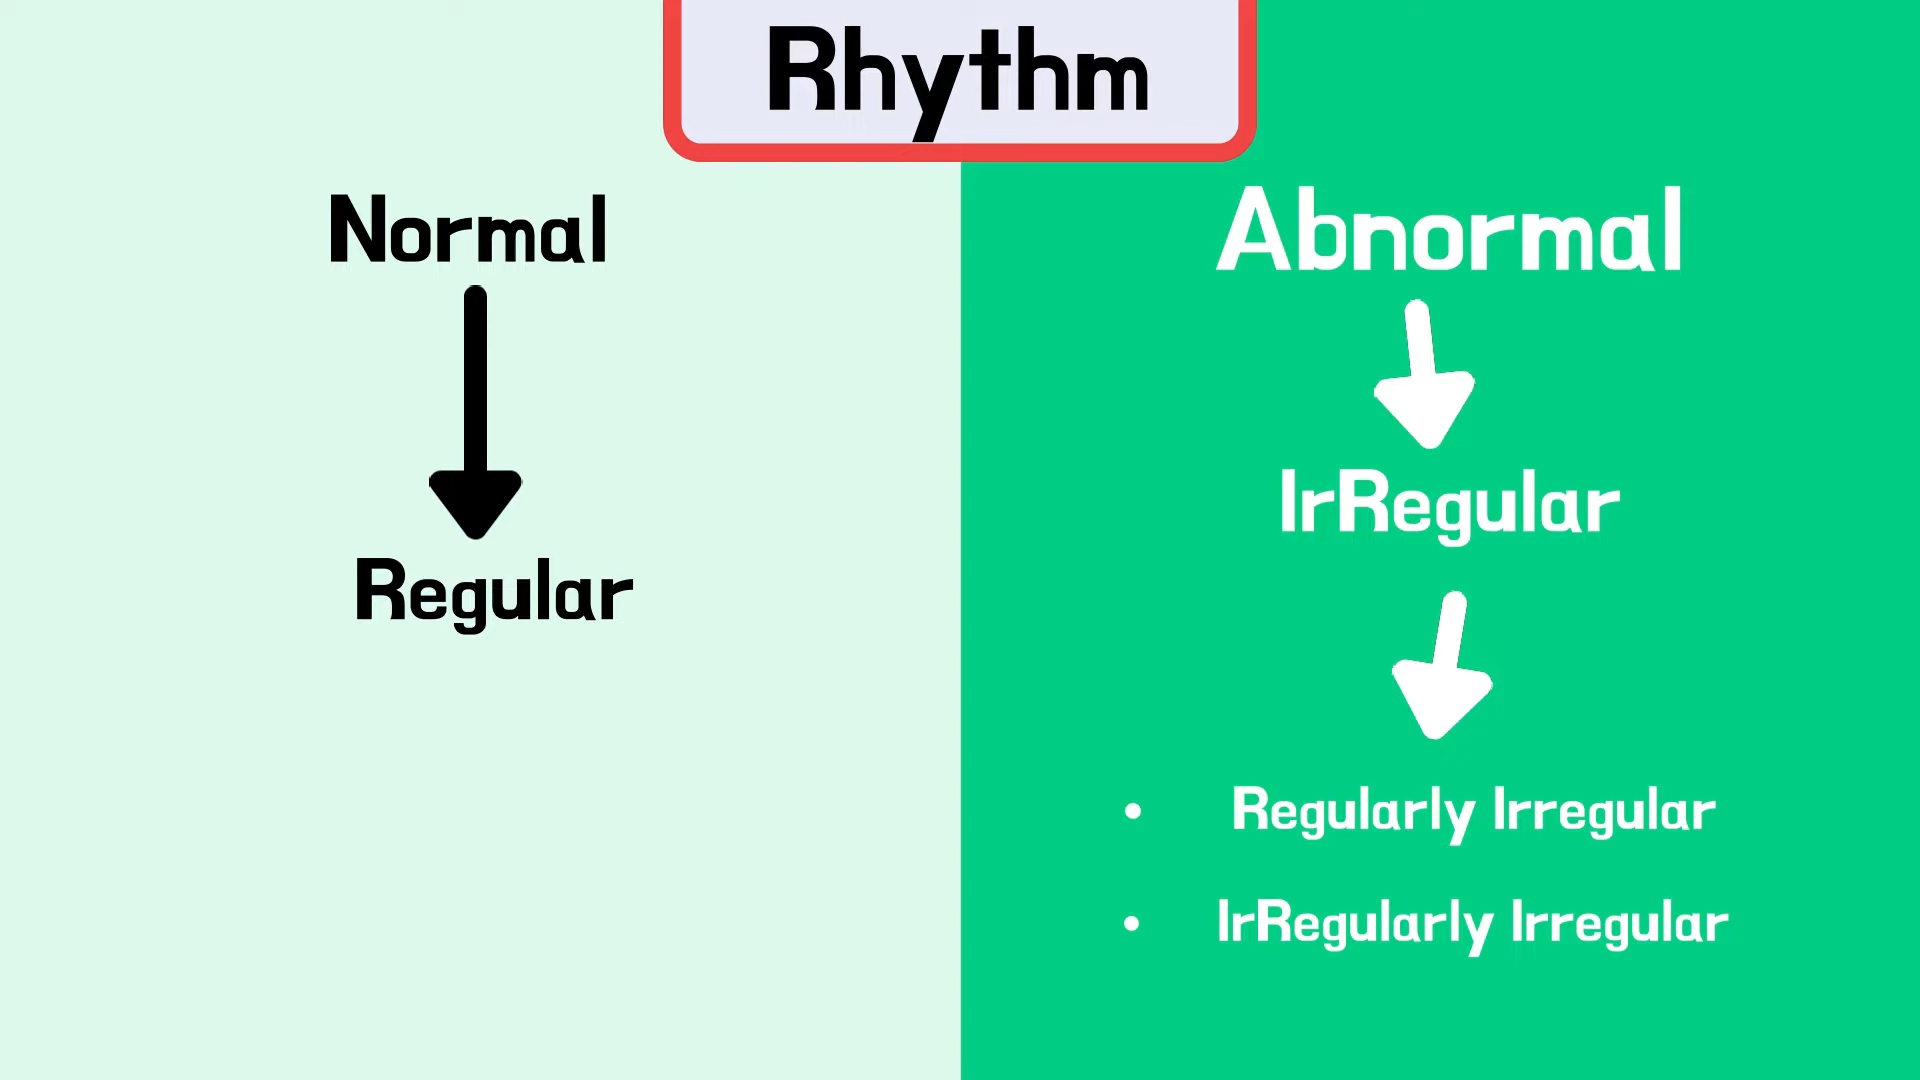 Rhythm
Normal
Regular
Abnormal
IrRegular
• Regularly Irregular
• IrRegularly Irregular